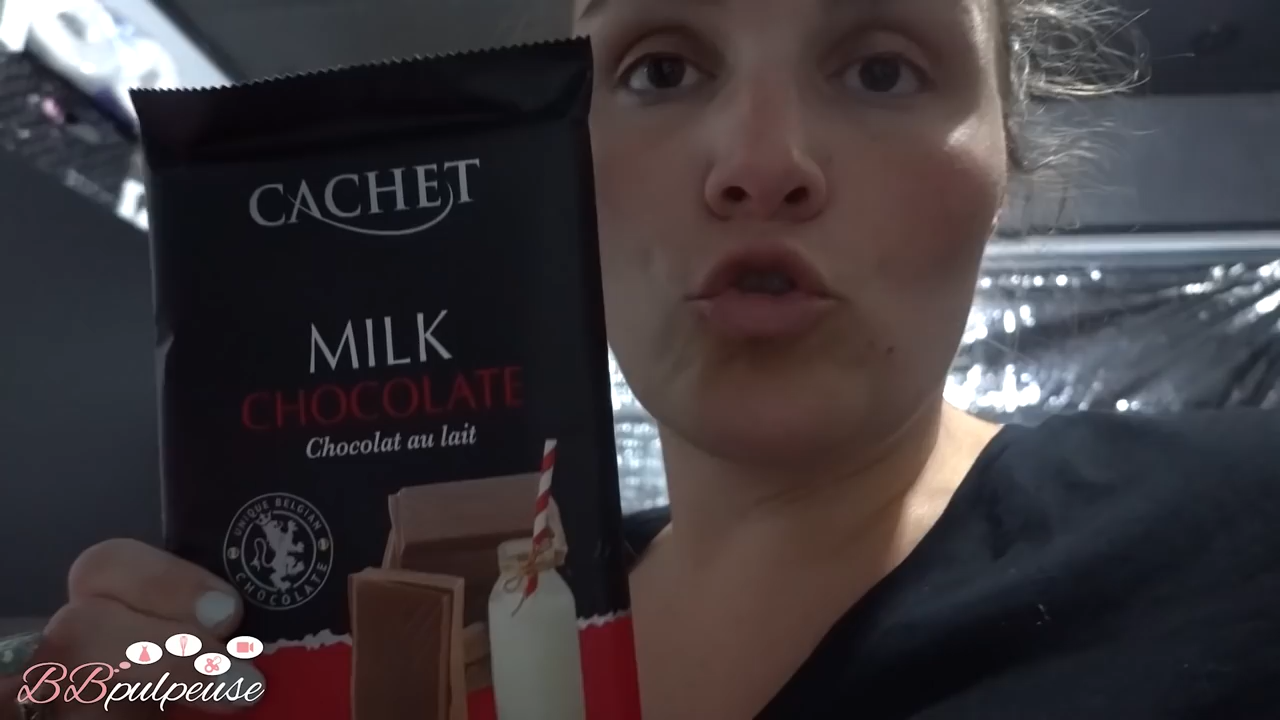 CACHET
MILK
CHOCOLATE
Chocolat au lait
UNIQUE BELGIAN
CHOCOLATE
BBpulpeuse